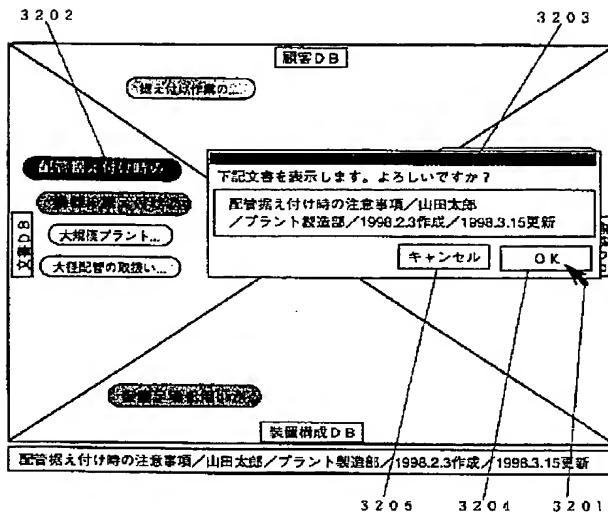 3202
3203
顧客DB
据え付け作業の...
配管据え付け時の
下記文書を表示します。よろしいですか?
配管据え付け時の注意事項/山田太郎
/プラント製造部/1998.2.3作成/1998.3.15更新
文書DB
大規模プラント...
大径配管の取扱い...
キャンセル
OK
装置構成DB
配管据え付け時の注意事項/山田太郎/プラント製造部/1998.2.3作成/1998.3.15更新
3205
3204
3201